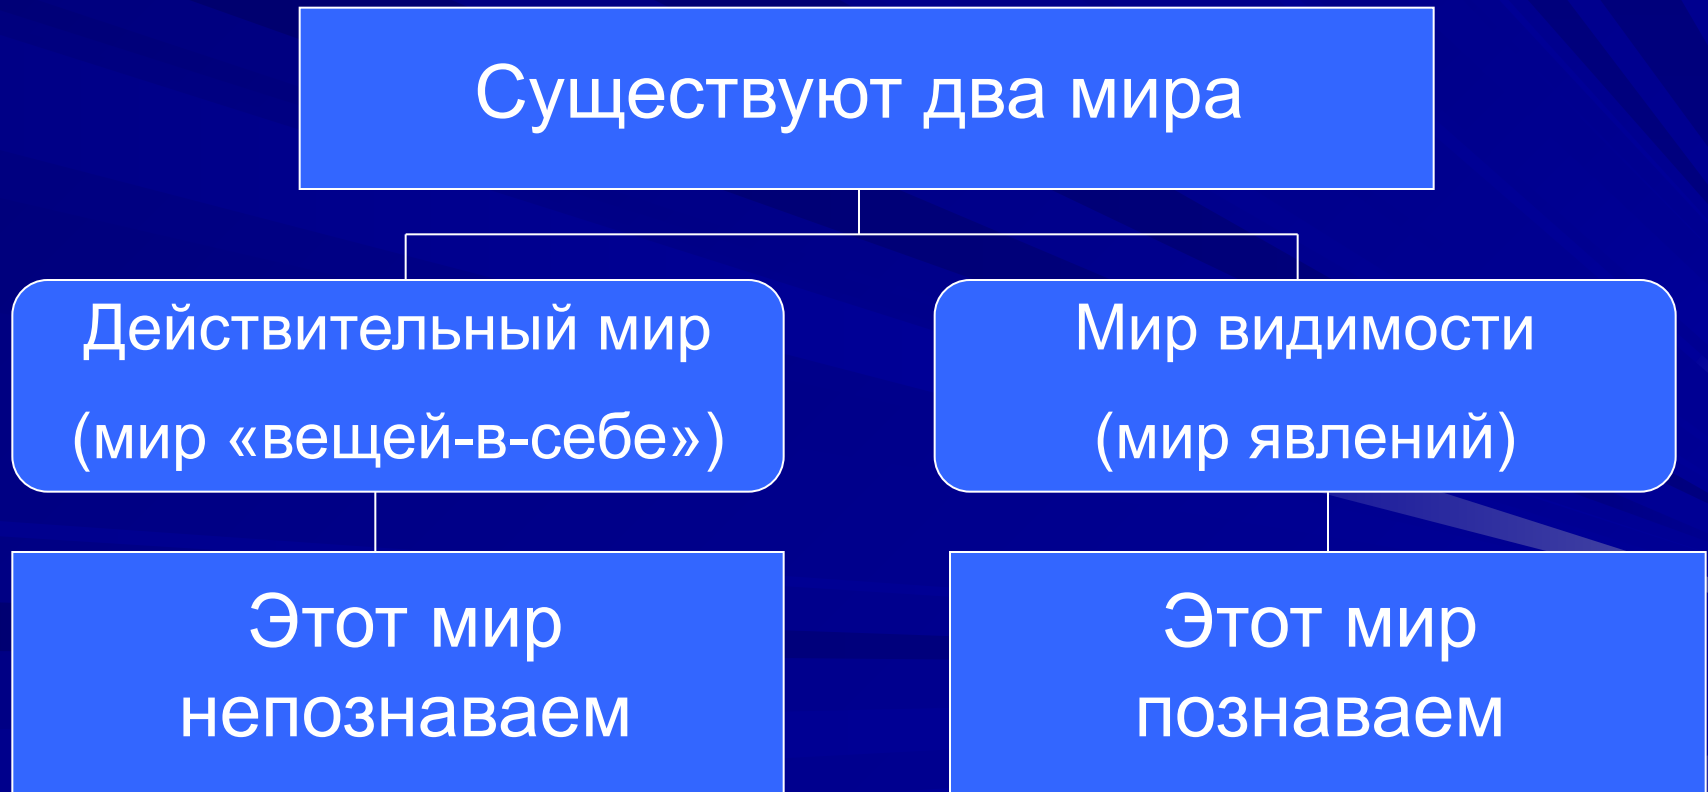 Существуют два мира
Действительный мир
(мир «вещей-в-себе»)
Мир видимости
(мир явлений)
Этот мир
непознаваем
Этот мир
познаваем